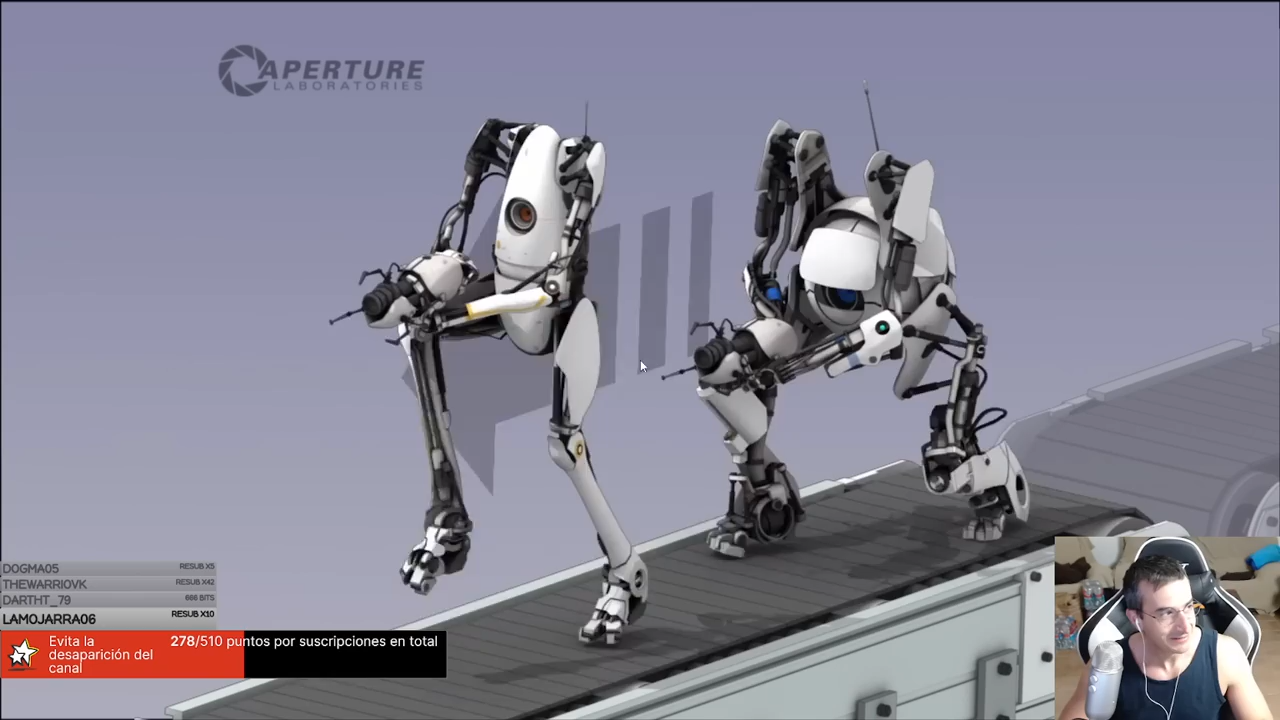 APERTURE
LABORATORIES
DOGMA05 RESUB X5
THEWARRIOVK RESUB X42
DARTHT_79 666 BITS
LAMOJARRA06 RESUB X10
Evita la desaparición del canal
278/510 puntos por suscripciones en total